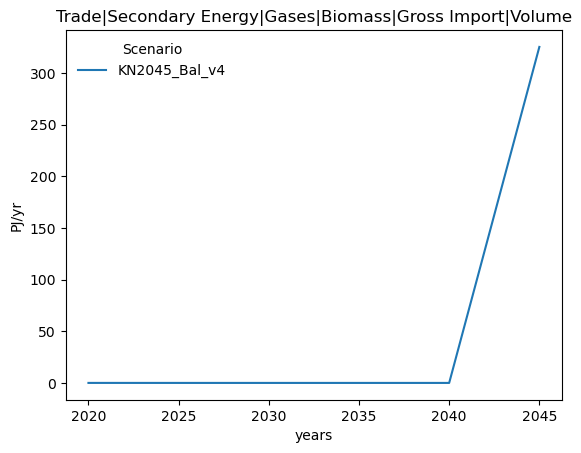 Trade|Secondary Energy|Gases|Biomass|Gross Import|Volume
Scenario
KN2045_Bal_v4
300
250
200
150
100
50
0
PJ/yr
2020 2025 2030 2035 2040 2045
years